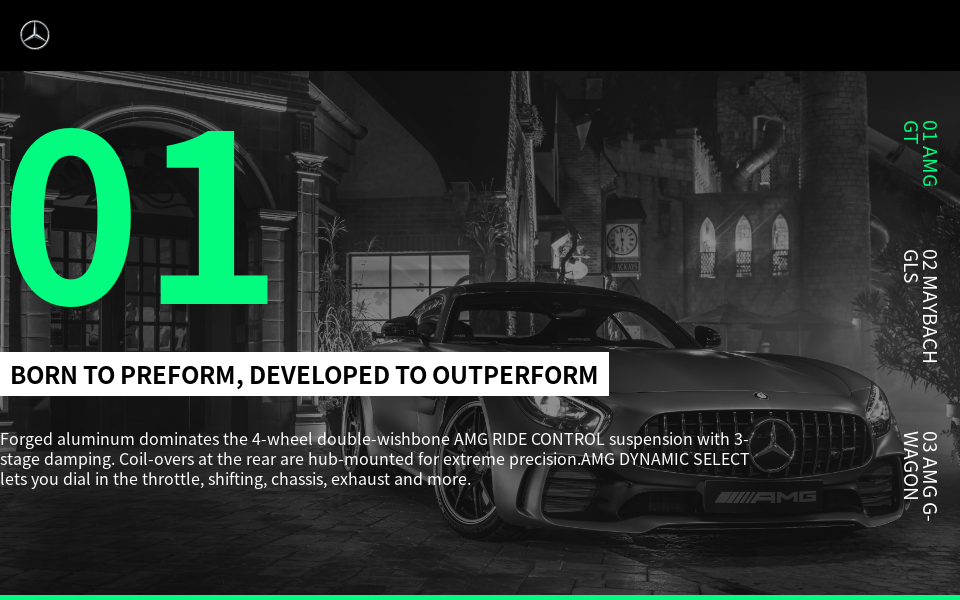 01
BORN TO PREFORM, DEVELOPED TO OUTPERFORM
Forged aluminum dominates the 4-wheel double-wishbone AMG RIDE CONTROL suspension with 3-
stage damping. Coil-overs at the rear are hub-mounted for extreme precision.AMG DYNAMIC SELECT
lets you dial in the throttle, shifting, chassis, exhaust and more.
01 AMG
GT
02 MAYBACH
GLS
03 AMG G-
WAGON
AMG